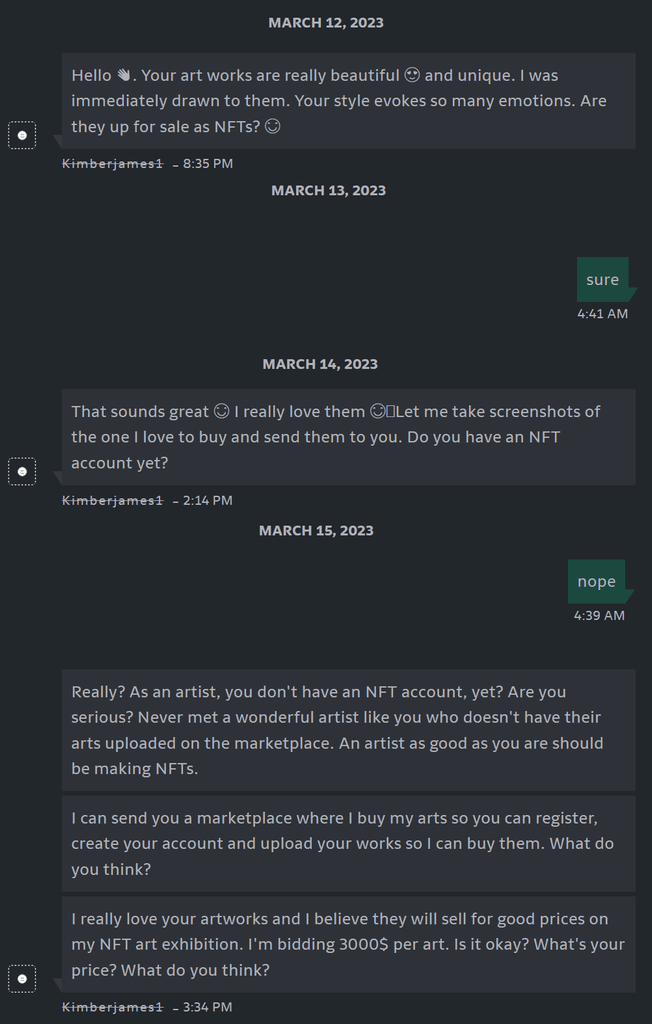 MARCH 12, 2023
Hello 👋. Your art works are really beautiful 😍 and unique. I was
immediately drawn to them. Your style evokes so many emotions. Are
they up for sale as NFTs? 😊
Kimberjames1 – 8:35 PM
MARCH 13, 2023
sure
4:41 AM
MARCH 14, 2023
That sounds great 😊 I really love them 😊▯Let me take screenshots of
the one I love to buy and send them to you. Do you have an NFT
account yet?
Kimberjames1 – 2:14 PM
MARCH 15, 2023
nope
4:39 AM
Really? As an artist, you don't have an NFT account, yet? Are you
serious? Never met a wonderful artist like you who doesn't have their
arts uploaded on the marketplace. An artist as good as you are should
be making NFTs.
I can send you a marketplace where I buy my arts so you can register,
create your account and upload your works so I can buy them. What do
you think?
I really love your artworks and I believe they will sell for good prices on
my NFT art exhibition. I'm bidding 3000$ per art. Is it okay? What's your
price? What do you think?
Kimberjames1 – 3:34 PM